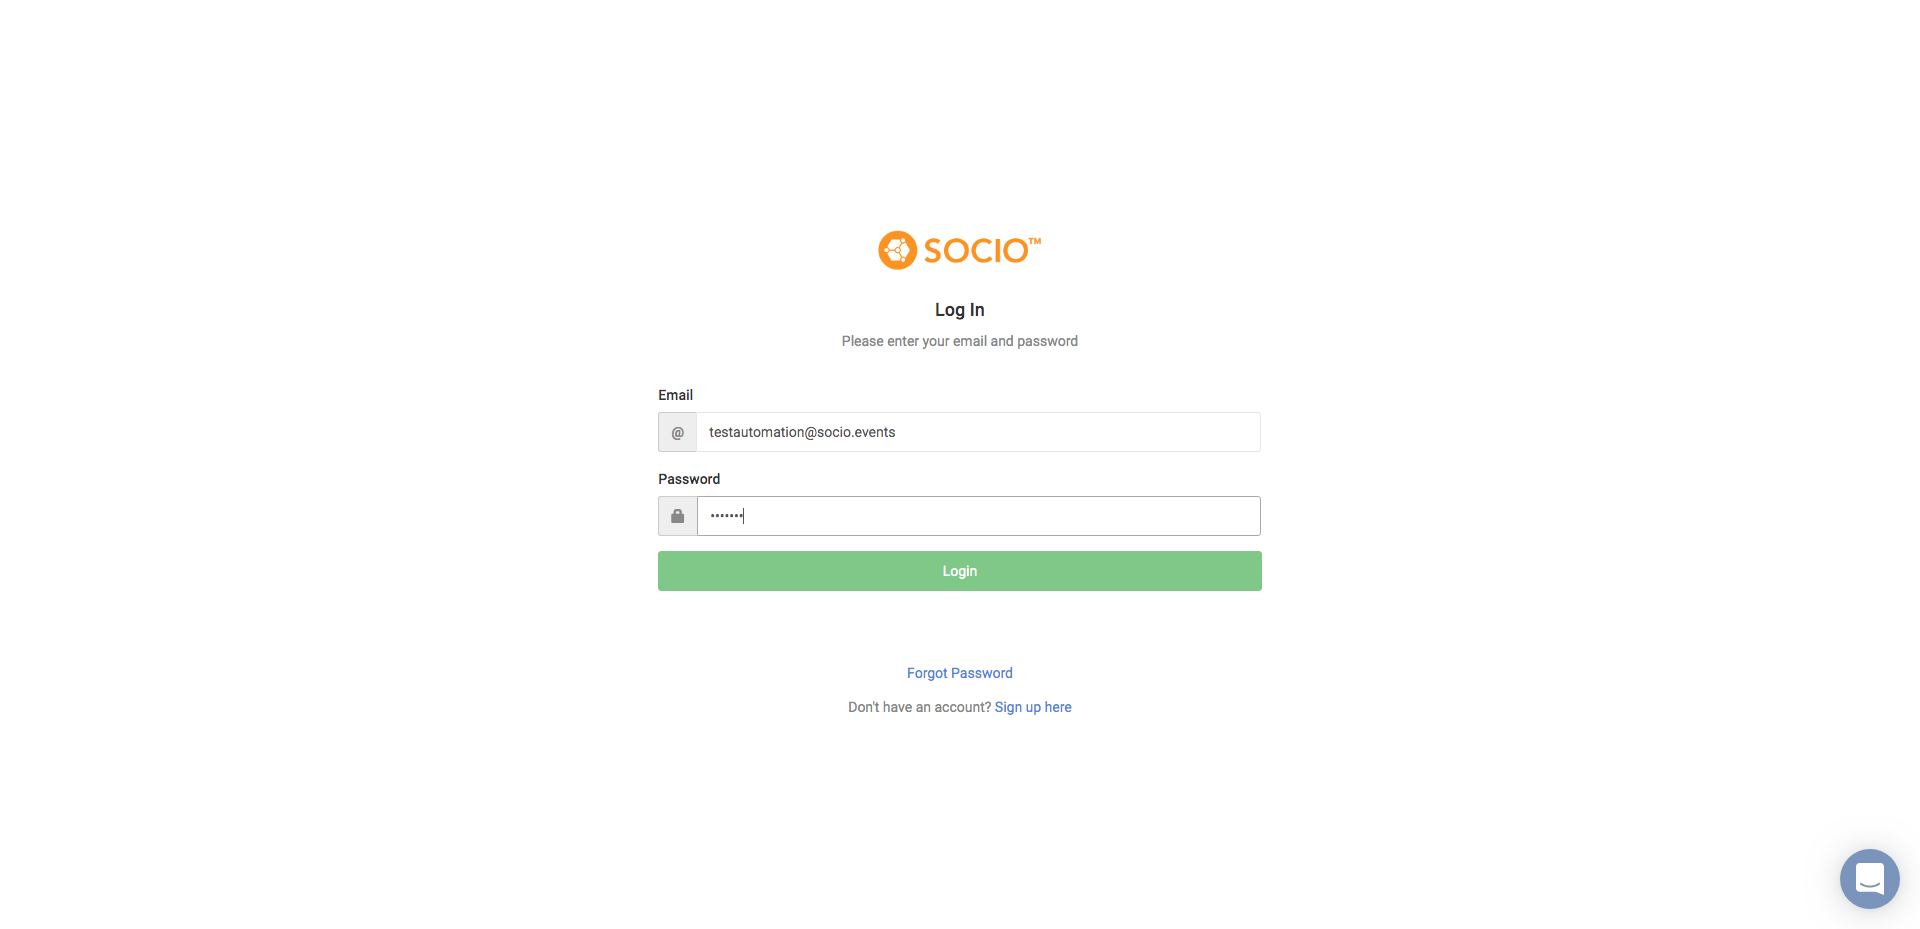 SOCIO™
Log In
Please enter your email and password
Email
@ testautomation@socio.events
Password
•••••••
Login
Forgot Password
Don't have an account? Sign up here